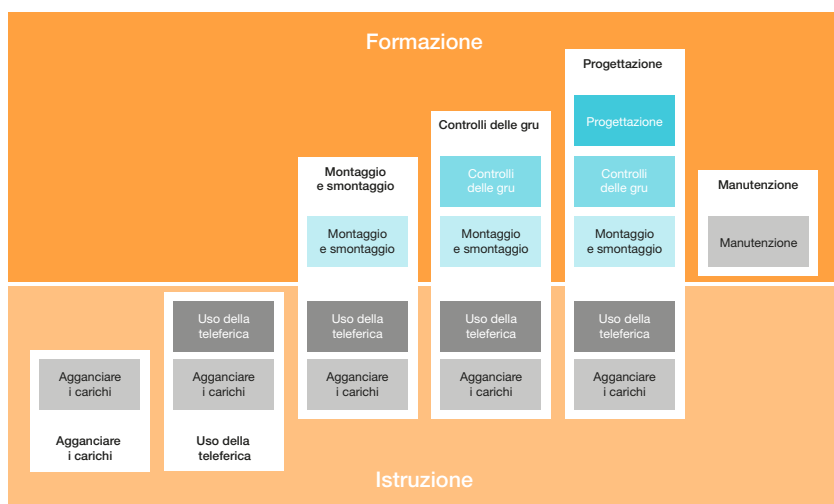 Formazione
Agganciare
i carichi
Agganciare
i carichi
Uso della
teleferica
Agganciare
i carichi
Uso della
teleferica
Montaggio
e smontaggio
Montaggio
e smontaggio
Uso della
teleferica
Agganciare
i carichi
Controlli delle gru
Controlli
delle gru
Montaggio
e smontaggio
Uso della
teleferica
Agganciare
i carichi
Progettazione
Progettazione
Controlli
delle gru
Montaggio
e smontaggio
Uso della
teleferica
Agganciare
i carichi
Manutenzione
Manutenzione
Istruzione